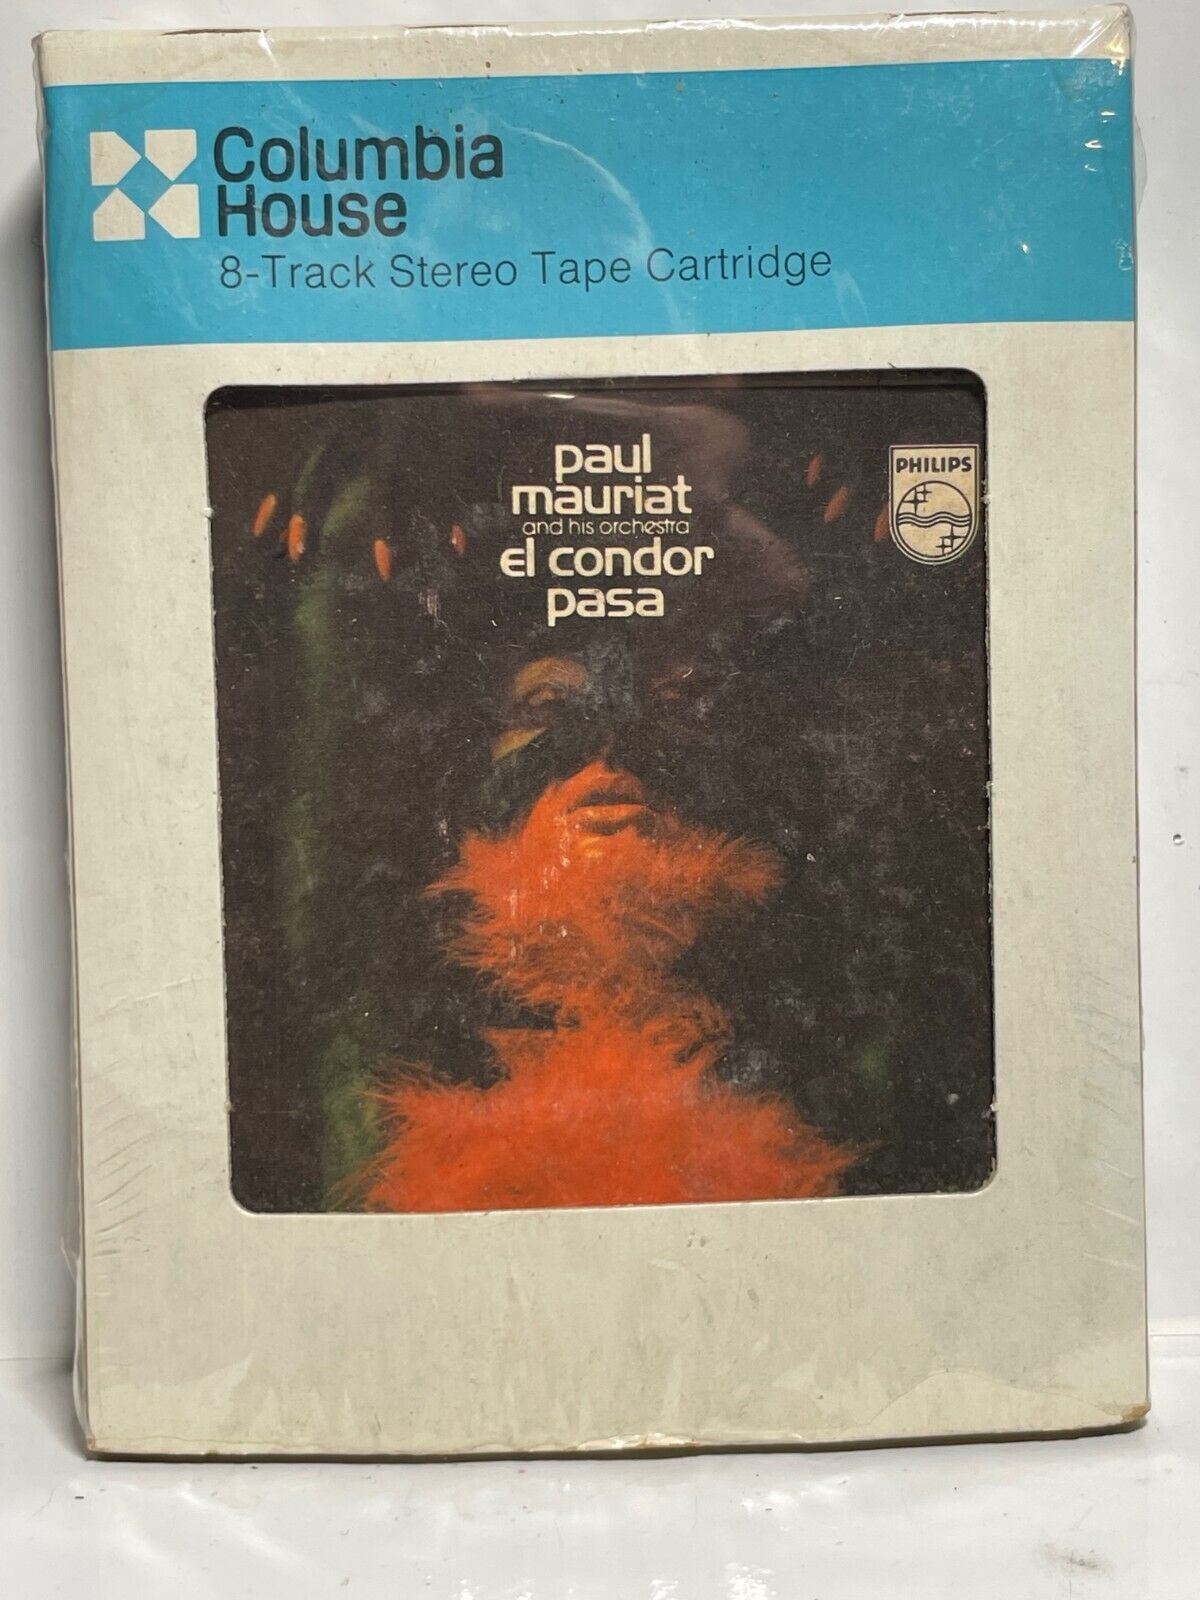 Columbia
House
8-Track Stereo Tape Cartridge
paul
mauriat
and his orchestra
el condor
pasa
PHILIPS